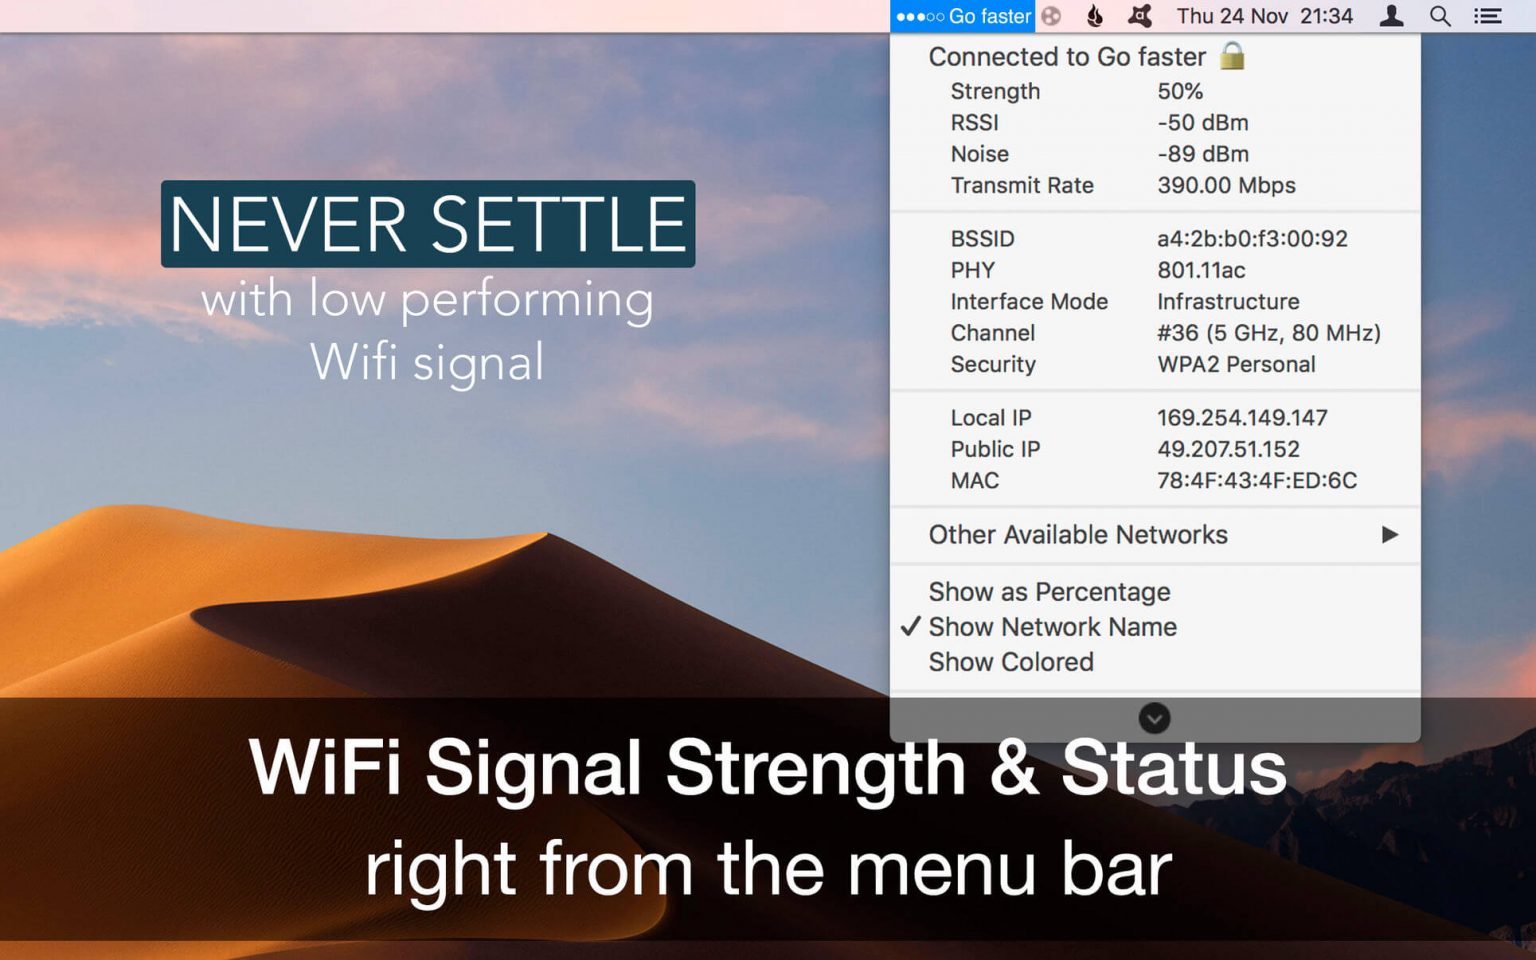 ●●●○○ Go faster
Thu 24 Nov 21:34
Connected to Go faster
Strength 50%
RSSI -50 dBm
Noise -89 dBm
Transmit Rate 390.00 Mbps
BSSID a4:2b:b0:f3:00:92
PHY 801.11ac
Interface Mode Infrastructure
Channel #36 (5 GHz, 80 MHz)
Security WPA2 Personal
Local IP 169.254.149.147
Public IP 49.207.51.152
MAC 78:4F:43:4F:ED:6C
Other Available Networks ▶
Show as Percentage
✓ Show Network Name
Show Colored
NEVER SETTLE
with low performing
Wifi signal
WiFi Signal Strength & Status
right from the menu bar